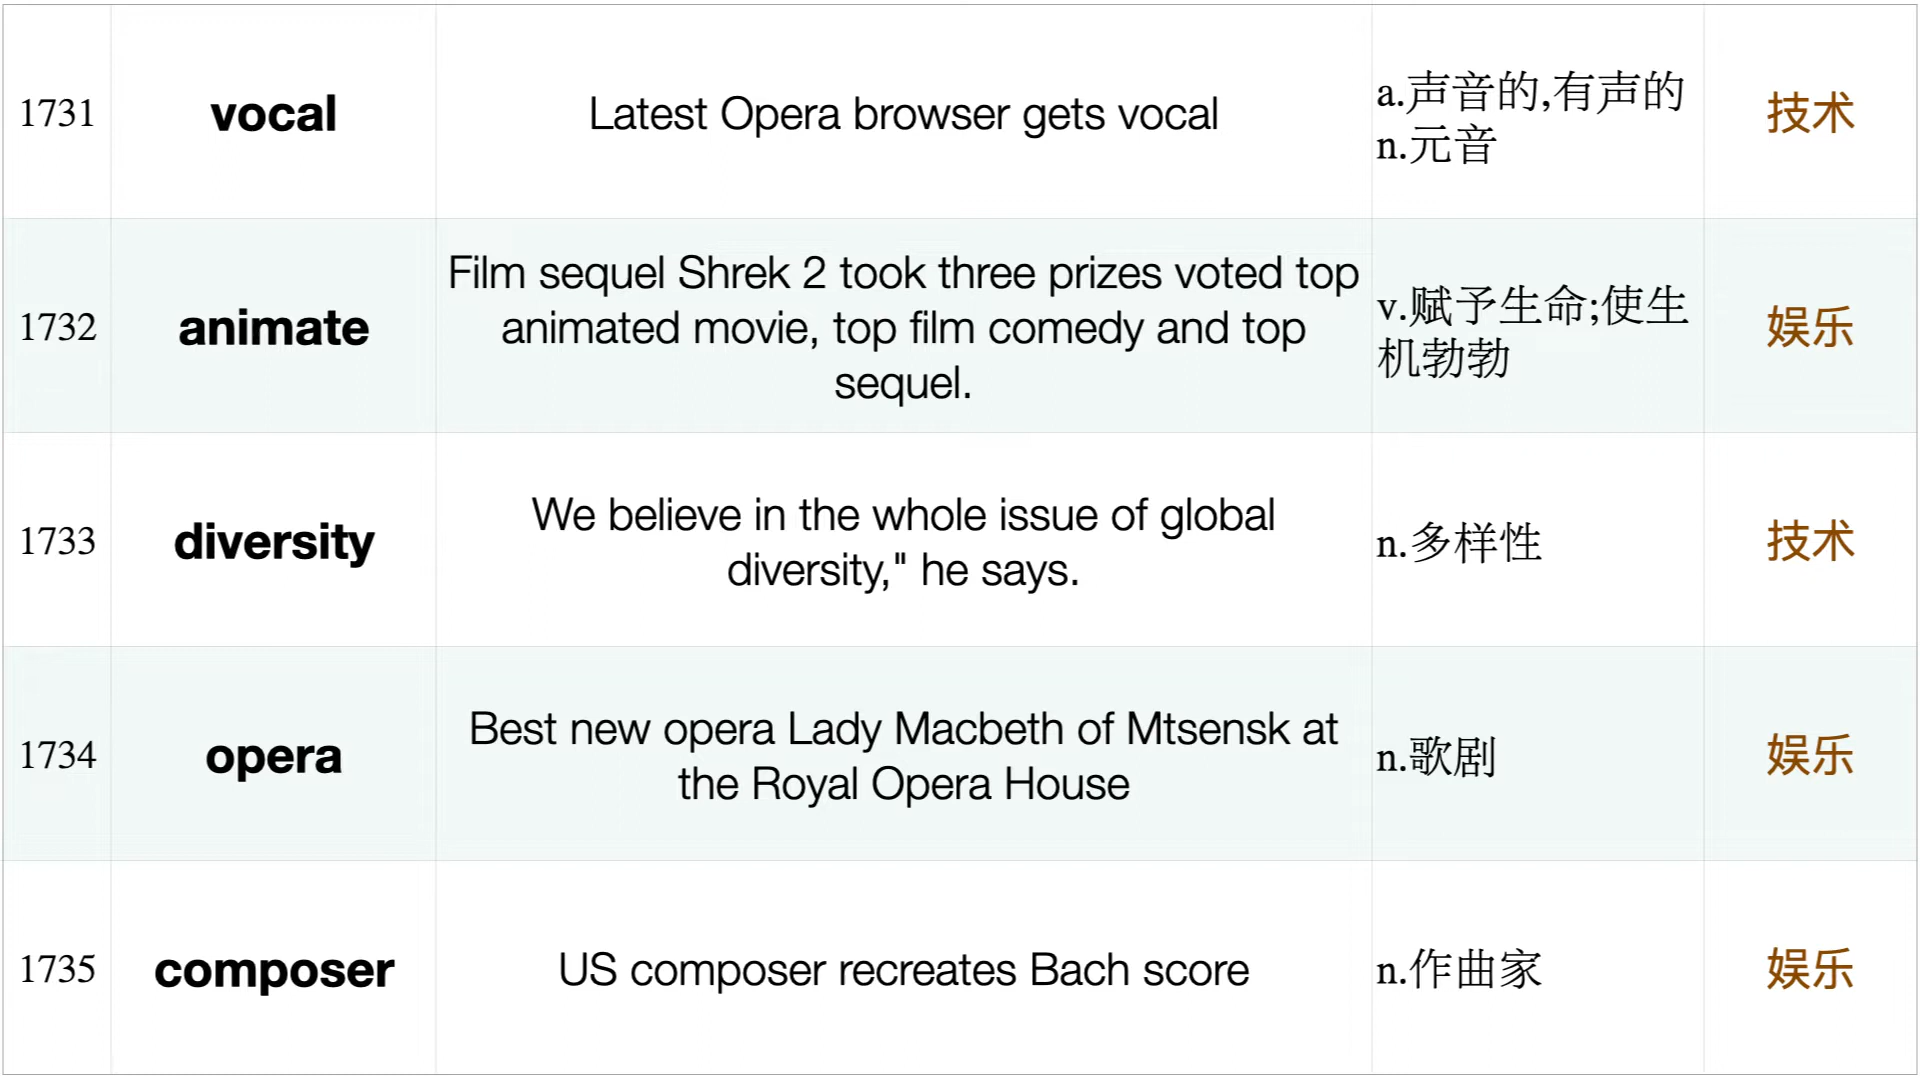 1731
vocal
Latest Opera browser gets vocal
a.声音的,有声的
n.元音
技术
1732
animate
Film sequel Shrek 2 took three prizes voted top
animated movie, top film comedy and top
sequel.
v.赋予生命;使生
机勃勃
娱乐
1733
diversity
We believe in the whole issue of global
diversity," he says.
n.多样性
技术
1734
opera
Best new opera Lady Macbeth of Mtsensk at
the Royal Opera House
n.歌剧
娱乐
1735
composer
US composer recreates Bach score
n.作曲家
娱乐